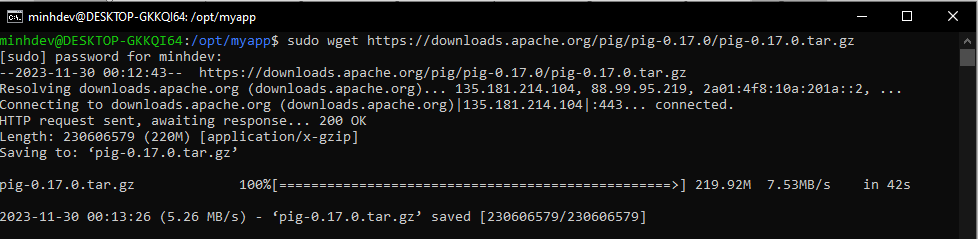 minhdev@DESKTOP-GKKQI64: /opt/myapp
minhdev@DESKTOP-GKKQI64:/opt/myapp$ sudo wget https://downloads.apache.org/pig/pig-0.17.0/pig-0.17.0.tar.gz
[sudo] password for minhdev:
--2023-11-30 00:12:43--  https://downloads.apache.org/pig/pig-0.17.0/pig-0.17.0.tar.gz
Resolving downloads.apache.org (downloads.apache.org)... 135.181.214.104, 88.99.95.219, 2a01:4f8:10a:201a::2, ...
Connecting to downloads.apache.org (downloads.apache.org)|135.181.214.104|:443... connected.
HTTP request sent, awaiting response... 200 OK
Length: 230606579 (220M) [application/x-gzip]
Saving to: ‘pig-0.17.0.tar.gz’
pig-0.17.0.tar.gz 100%[=================================================>] 219.92M 7.53MB/s in 42s
2023-11-30 00:13:26 (5.26 MB/s) - ‘pig-0.17.0.tar.gz’ saved [230606579/230606579]